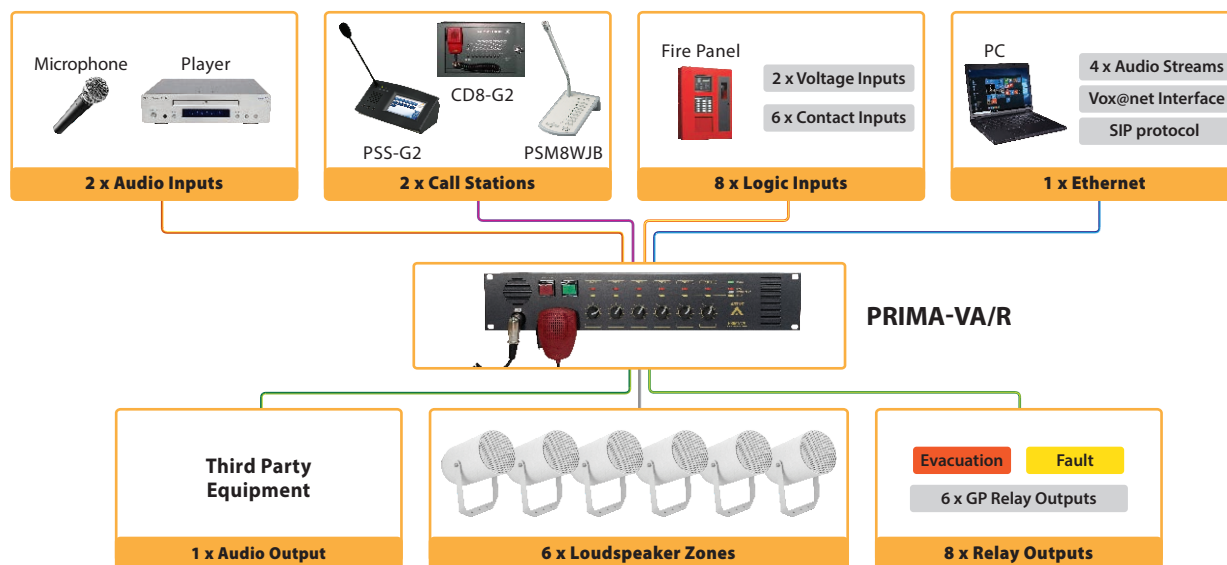 Microphone
Player
2 x Audio Inputs
CD8-G2
PSS-G2
PSM8WJB
2 x Call Stations
Fire Panel
2 x Voltage Inputs
6 x Contact Inputs
8 x Logic Inputs
PC
4 x Audio Streams
Vox@net Interface
SIP protocol
1 x Ethernet
PRIMA-VA/R
Third Party
Equipment
1 x Audio Output
6 x Loudspeaker Zones
Evacuation
Fault
6 x GP Relay Outputs
8 x Relay Outputs